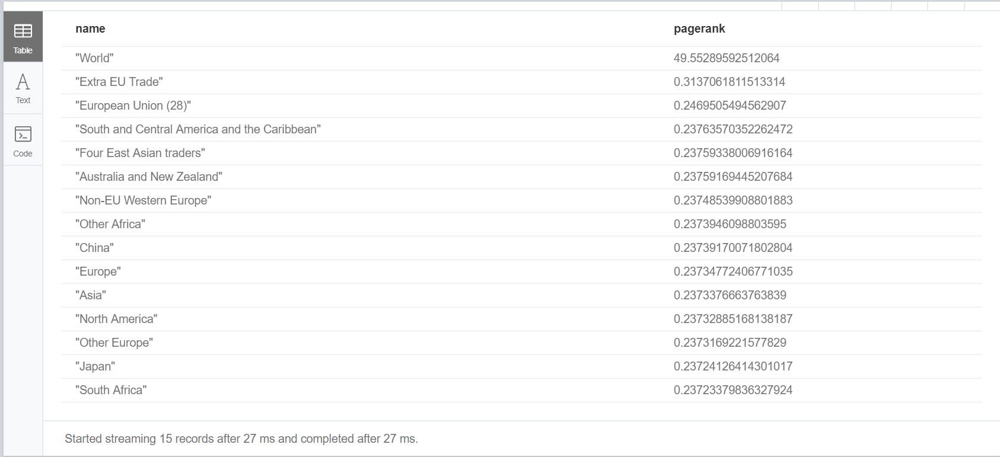 Table
Text
Code
name pagerank
"World" 49.55289592512064
"Extra EU Trade" 0.3137061811513314
"European Union (28)" 0.2469505494562907
"South and Central America and the Caribbean" 0.23763570352262472
"Four East Asian traders" 0.23759338006916164
"Australia and New Zealand" 0.23759169445207684
"Non-EU Western Europe" 0.23748539908801883
"Other Africa" 0.2373946098803595
"China" 0.23739170071802804
"Europe" 0.23734772406771035
"Asia" 0.2373376663763839
"North America" 0.23732885168138187
"Other Europe" 0.2373169221577829
"Japan" 0.23724126414301017
"South Africa" 0.23723379836327924
Started streaming 15 records after 27 ms and completed after 27 ms.